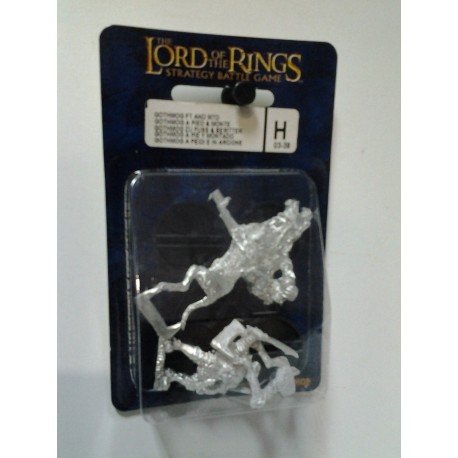 THE
LORD OF THE RINGS
STRATEGY BATTLE GAME
GOTHMOG FT AND MTD
GOTHMOG A PIED & MONTE
GOTHMOG ZU FUSS & BERITTEN
GOTHMOG A PIE Y MONTADO
GOTHMOG A PIEDI E IN ARCIONE
H
03-38